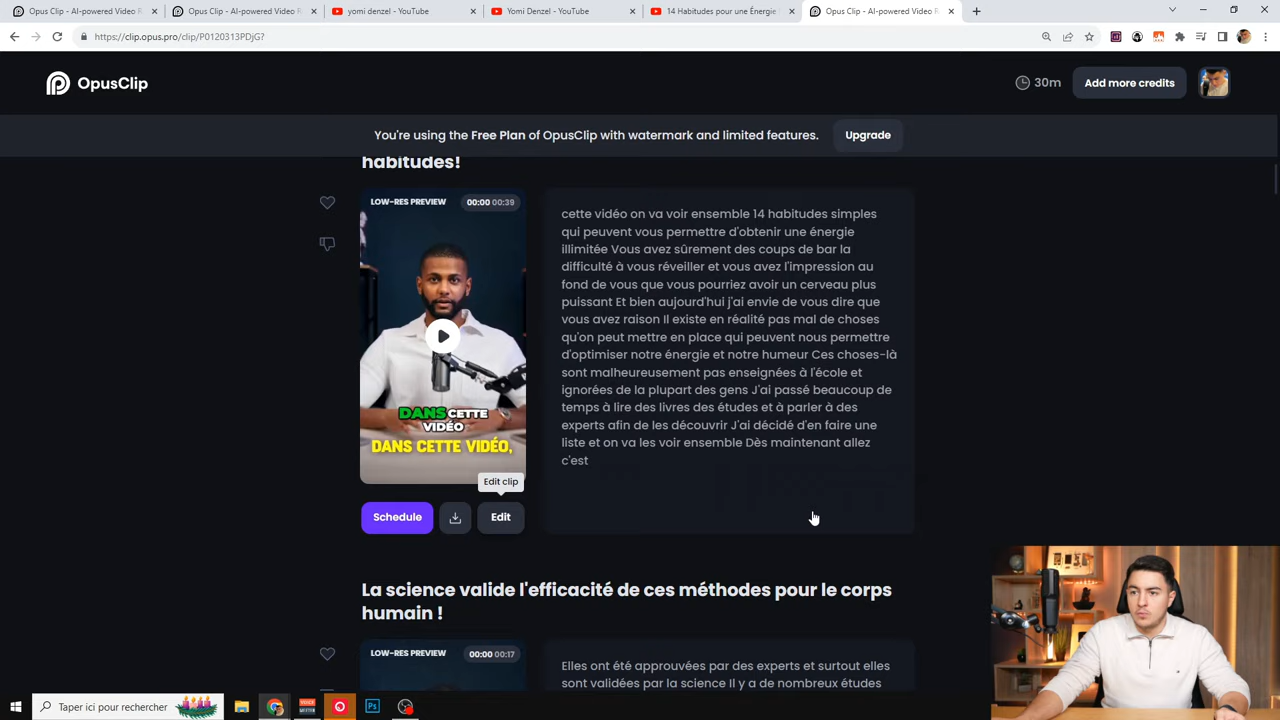 Opus Clip - AI-powered Video R
Opus Clip - AI-powered Video R
yomi denzel - YouTube
Yomi Denzel - YouTube
14 Habitudes pour une Énergie
Opus Clip - AI-powered Video R
https://clip.opus.pro/clip/P0120313PDjG?
OpusClip
30m
Add more credits
You're using the Free Plan of OpusClip with watermark and limited features.
Upgrade
habitudes!
LOW-RES PREVIEW
00:00 00:39
DANS CETTE
VIDÉO
DANS CETTE VIDÉO,
Edit clip
Schedule
Edit
cette vidéo on va voir ensemble 14 habitudes simples
qui peuvent vous permettre d'obtenir une énergie
illimitée Vous avez sûrement des coups de bar la
difficulté à vous réveiller et vous avez l'impression au
fond de vous que vous pourriez avoir un cerveau plus
puissant Et bien aujourd'hui j'ai envie de vous dire que
vous avez raison Il existe en réalité pas mal de choses
qu'on peut mettre en place qui peuvent nous permettre
d'optimiser notre énergie et notre humeur Ces choses-là
sont malheureusement pas enseignées à l'école et
ignorées de la plupart des gens J'ai passé beaucoup de
temps à lire des livres des études et à parler à des
experts afin de les découvrir J'ai décidé d'en faire une
liste et on va les voir ensemble Dès maintenant allez
c'est
La science valide l'efficacité de ces méthodes pour le corps
humain !
LOW-RES PREVIEW
00:00 00:17
Elles ont été approuvées par des experts et surtout elles
sont validées par la science Il y a de nombreux études
Taper ici pour rechercher
Ps